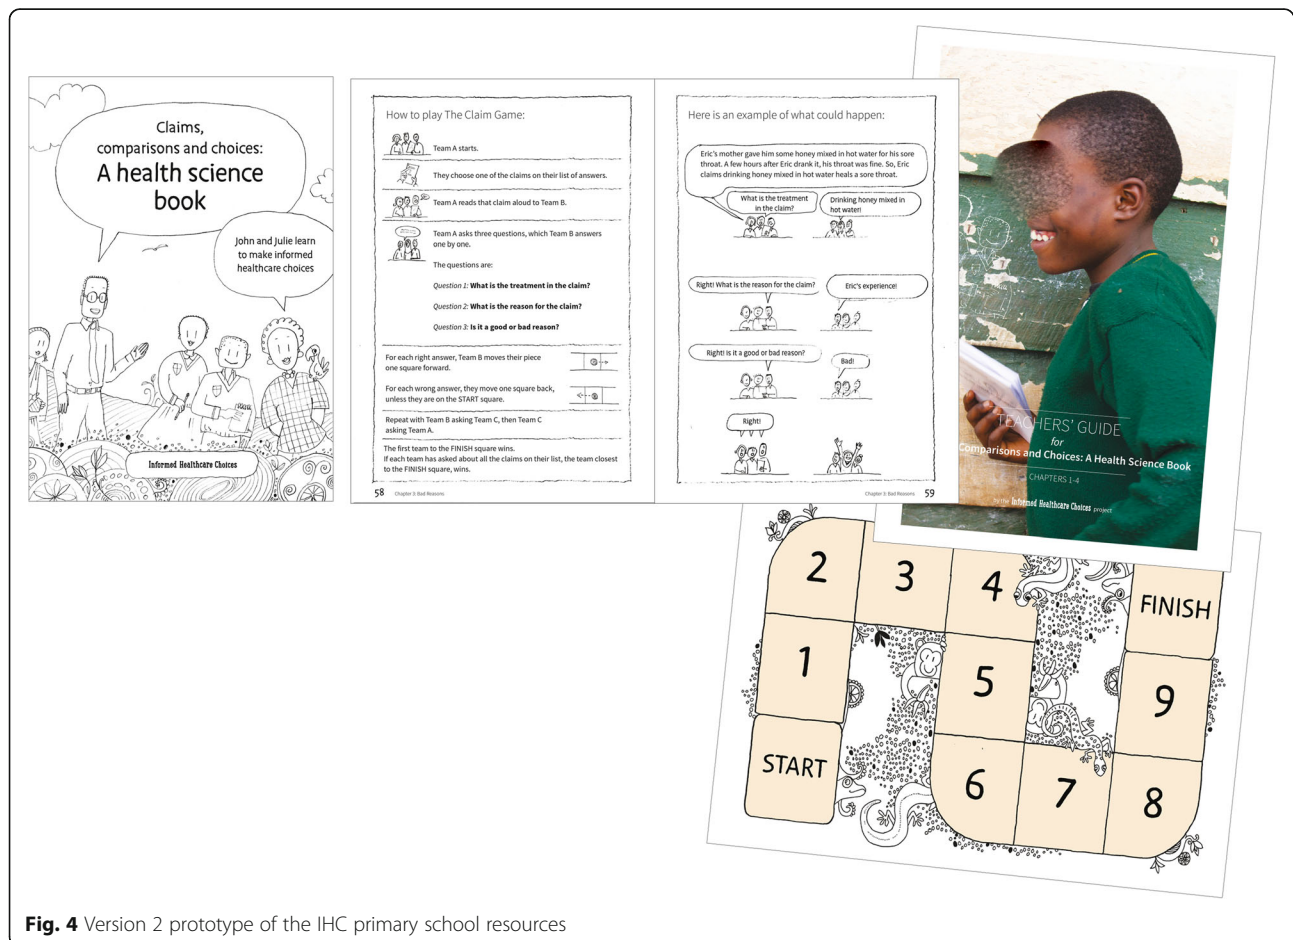 Claims,
comparisons and choices:
A health science
book
John and Julie learn
to make informed
healthcare choices
Informed Healthcare Choices
How to play The Claim Game:
Team A starts.
They choose one of the claims on their list of answers.
Team A reads that claim aloud to Team B.
Team A asks three questions, which Team B answers
one by one.
The questions are:
Question 1: What is the treatment in the claim?
Question 2: What is the reason for the claim?
Question 3: Is it a good or bad reason?
For each right answer, Team B moves their piece
one square forward.
For each wrong answer, they move one square back,
unless they are on the START square.
Repeat with Team B asking Team C, then Team C
asking Team A.
The first team to the FINISH square wins.
If each team has asked about all the claims on their list, the team closest
to the FINISH square, wins.
58 Chapter 3: Bad Reasons
Here is an example of what could happen:
Eric's mother gave him some honey mixed in hot water for his sore
throat. A few hours after Eric drank it, his throat was fine. So, Eric
claims drinking honey mixed in hot water heals a sore throat.
What is the treatment
in the claim?
Drinking honey mixed in
hot water!
Right! What is the reason for the claim?
Eric's experience!
Right! Is it a good or bad reason?
Bad!
Right!
Chapter 3: Bad Reasons 59
TEACHERS' GUIDE
for
Comparisons and Choices: A Health Science Book
CHAPTERS 1-4
by the Informed Healthcare Choices project
2 3 4 FINISH
1 5 9
START 6 7 8
Fig. 4 Version 2 prototype of the IHC primary school resources